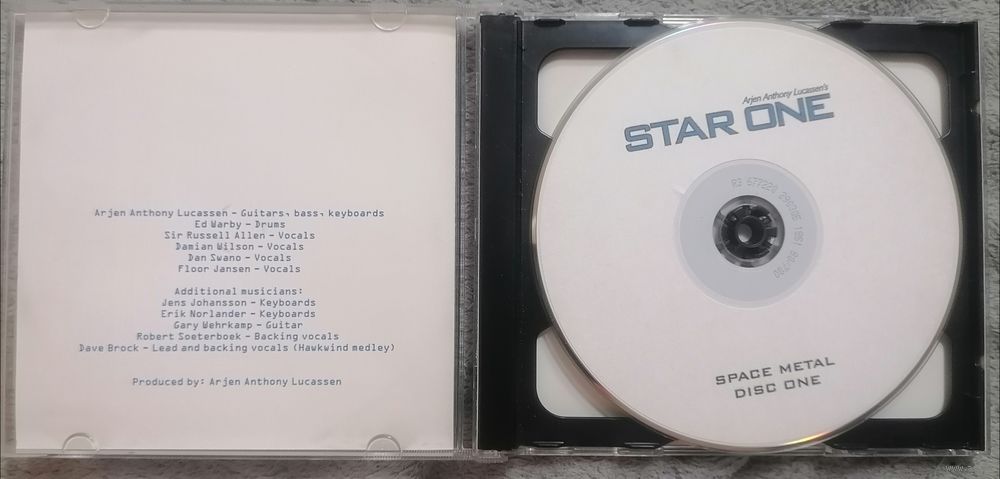 Arjen Anthony Lucassen – Guitars, bass, keyboards
Ed Warby – Drums
Sir Russell Allen – Vocals
Damian Wilson – Vocals
Dan Swano – Vocals
Floor Jansen – Vocals
Additional musicians:
Jens Johansson – Keyboards
Erik Norlander – Keyboards
Gary Wehrkamp – Guitar
Robert Soeterboek – Backing vocals
Dave Brock – Lead and backing vocals (Hawkwind medley)
Produced by: Arjen Anthony Lucassen
Arjen Anthony Lucassen's
STAR ONE
SPACE METAL
DISC ONE